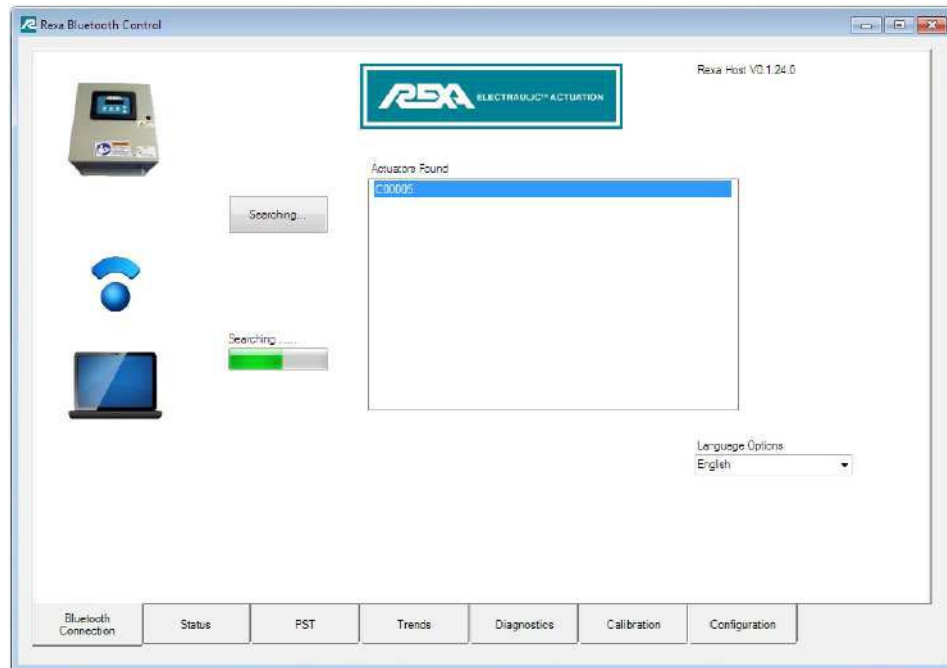 Rexa Bluetooth Control
Rexa Host V0.1.24.0
REXA ELECTRAULIC™ ACTUATION
Actuators Found
C00005
Searching...
Searching ......
Language Options
English
Bluetooth
Connection
Status
PST
Trends
Diagnostics
Calibration
Configuration